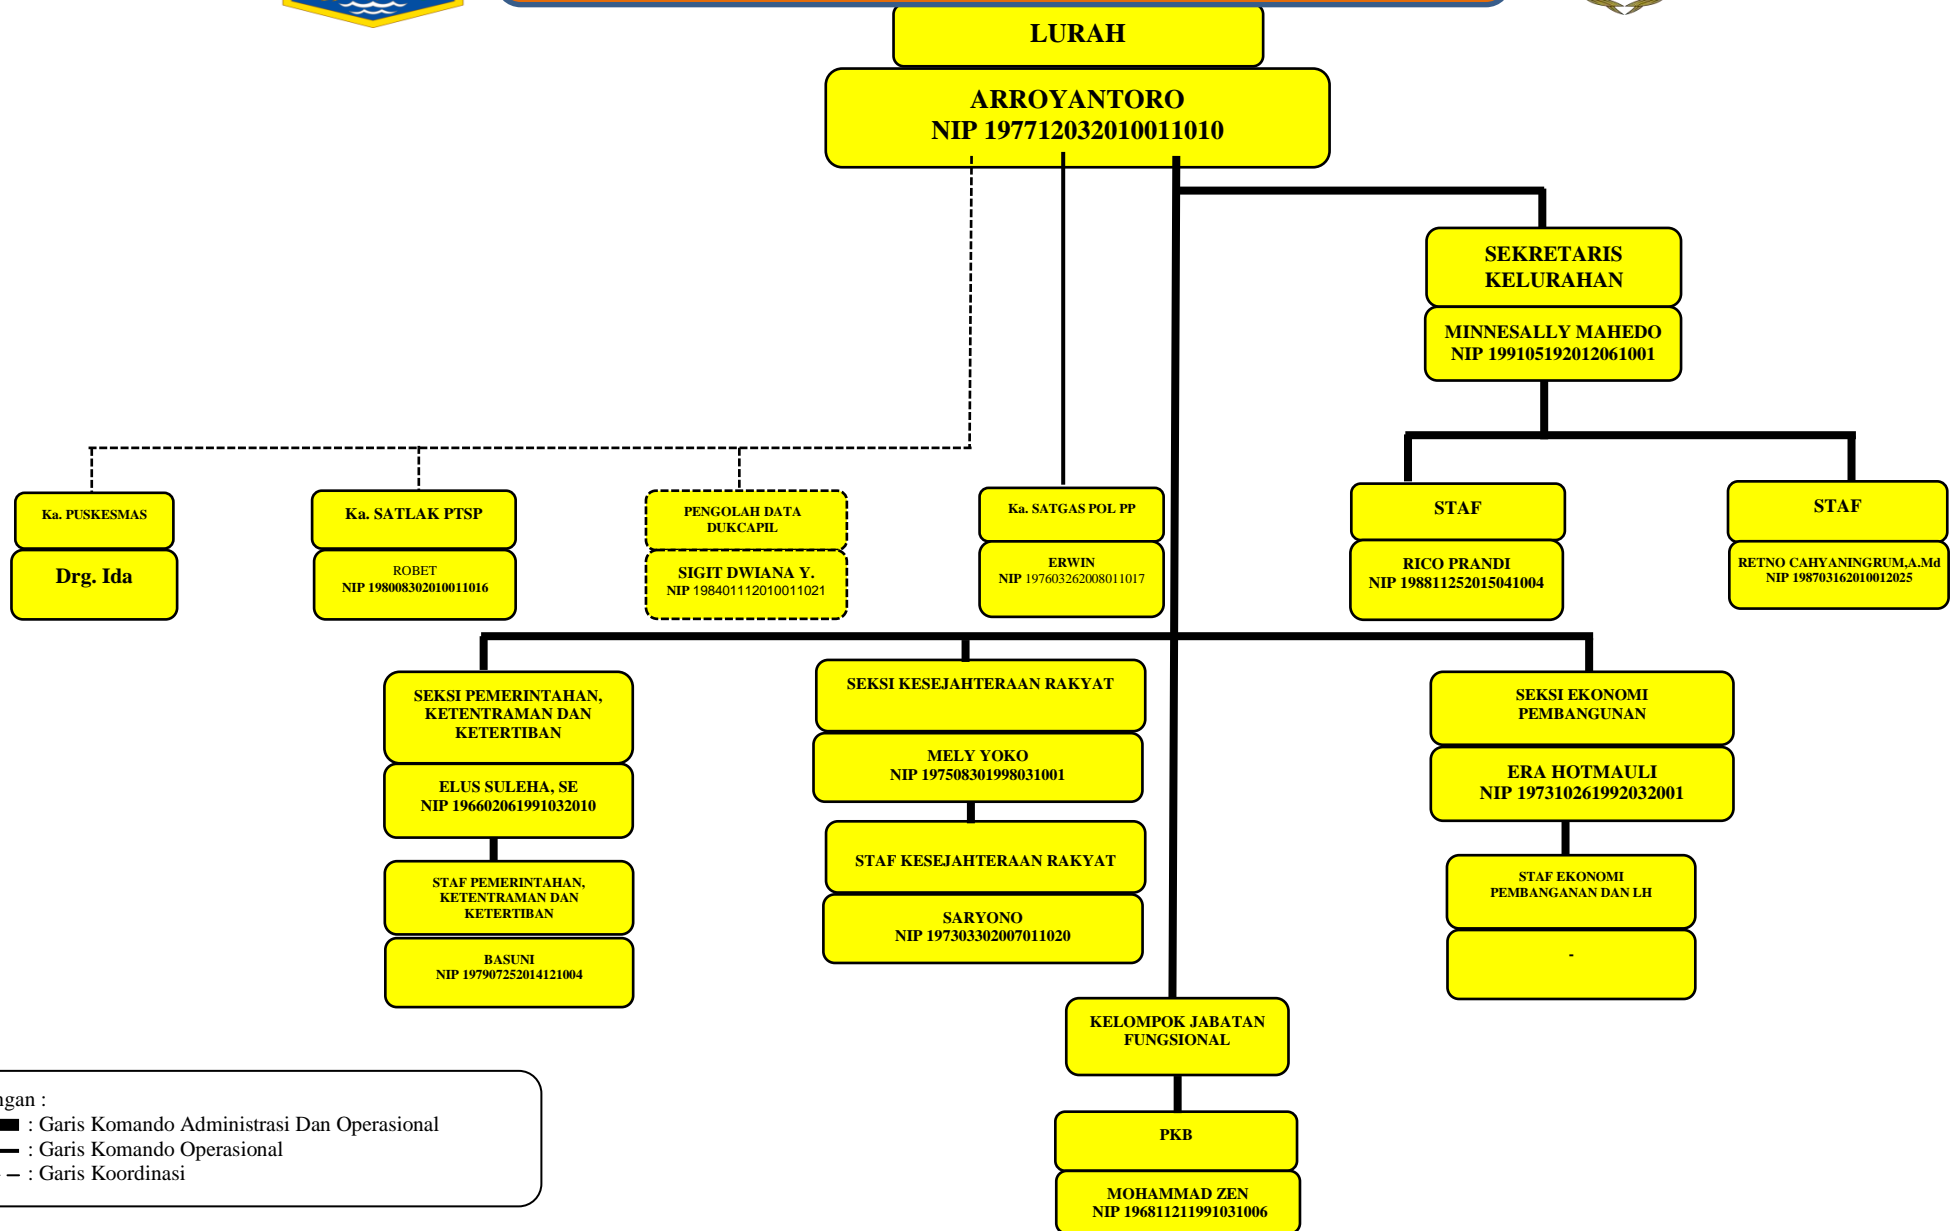 LURAH
ARROYANTORO
NIP 197712032010011010
SEKRETARIS
KELURAHAN
MINNESALLY MAHEDO
NIP 199105192012061001
Ka. PUSKESMAS
Drg. Ida
Ka. SATLAK PTSP
ROBET
NIP 198008302010011016
PENGOLAH DATA
DUKCAPIL
SIGIT DWIANA Y.
NIP 198401112010011021
Ka. SATGAS POL PP
ERWIN
NIP 197603262008011017
STAF
RICO PRANDI
NIP 198811252015041004
STAF
RETNO CAHYANINGRUM,A.Md
NIP 198703162010012025
SEKSI PEMERINTAHAN,
KETENTRAMAN DAN
KETERTIBAN
ELUS SULEHA, SE
NIP 196602061991032010
STAF PEMERINTAHAN,
KETENTRAMAN DAN
KETERTIBAN
BASUNI
NIP 197907252014121004
SEKSI KESEJAHTERAAN RAKYAT
MELY YOKO
NIP 197508301998031001
STAF KESEJAHTERAAN RAKYAT
SARYONO
NIP 197303302007011020
SEKSI EKONOMI
PEMBANGUNAN
ERA HOTMAULI
NIP 197310261992032001
STAF EKONOMI
PEMBANGANAN DAN LH
-
KELOMPOK JABATAN
FUNGSIONAL
PKB
MOHAMMAD ZEN
NIP 196811211991031006
ngan :
: Garis Komando Administrasi Dan Operasional
: Garis Komando Operasional
: Garis Koordinasi